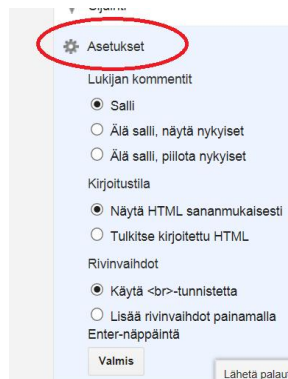 Asetukset
Lukijan kommentit
Salli
Älä salli, näytä nykyiset
Älä salli, piilota nykyiset
Kirjoitustila
Näytä HTML sananmukaisesti
Tulkitse kirjoitettu HTML
Rivinvaihdot
Käytä <br>-tunnistetta
Lisää rivinvaihdot painamalla
Enter-näppäintä
Valmis
Lähetä palaut